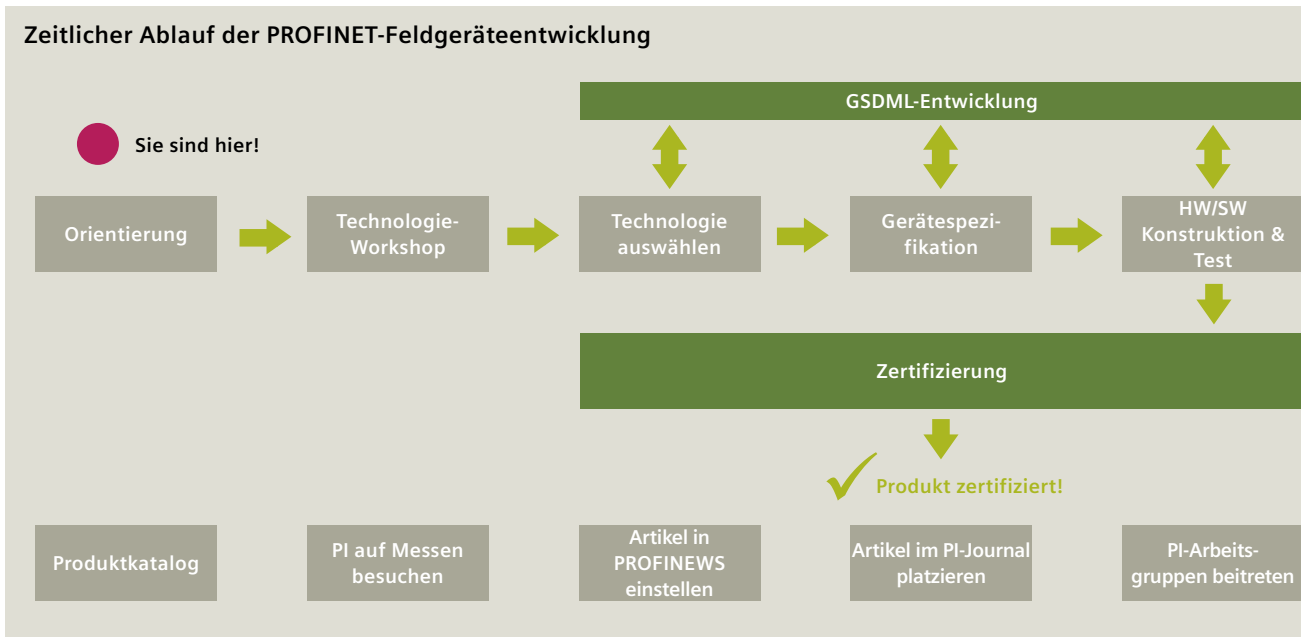 Zeitlicher Ablauf der PROFINET-Feldgeräteentwicklung
GSDML-Entwicklung
Sie sind hier!
Orientierung
Technologie-
Workshop
Technologie
auswählen
Gerätespezi-
fikation
HW/SW
Konstruktion &
Test
Zertifizierung
Produkt zertifiziert!
Produktkatalog
PI auf Messen
besuchen
Artikel in
PROFINEWS
einstellen
Artikel im PI-Journal
platzieren
PI-Arbeits-
gruppen beitreten